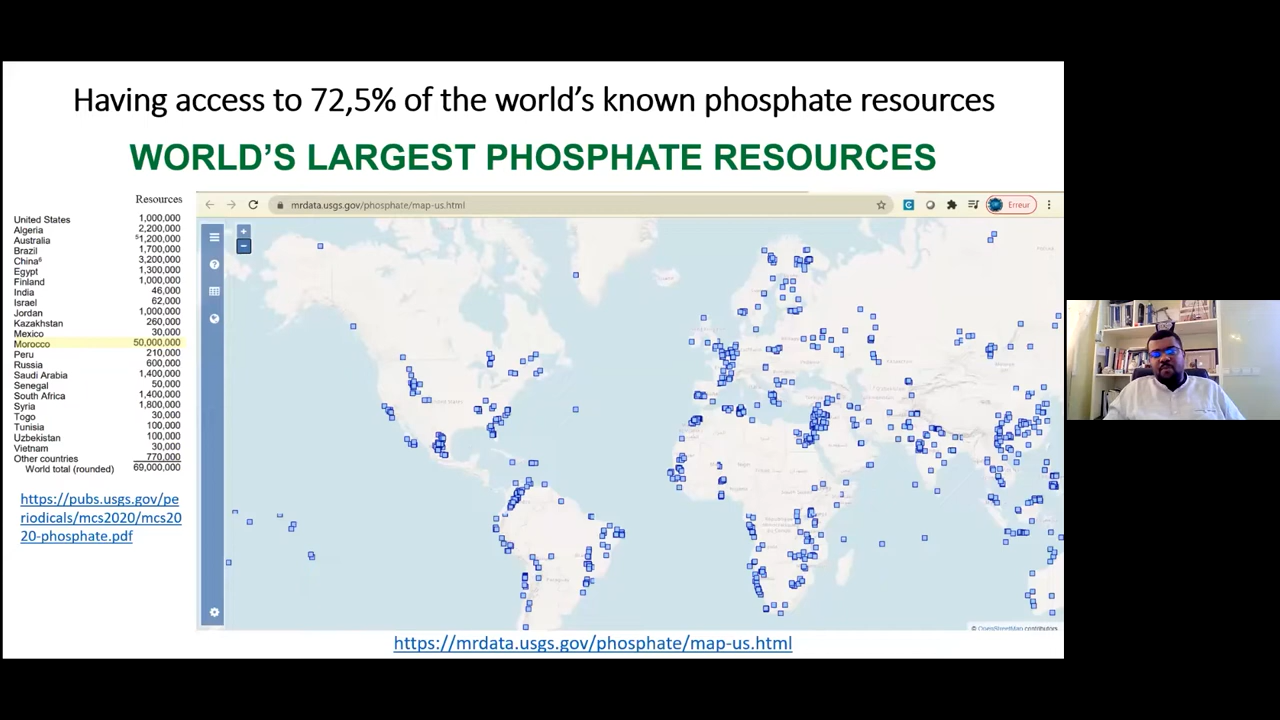 Having access to 72,5% of the world's known phosphate resources
WORLD'S LARGEST PHOSPHATE RESOURCES
Resources
United States 1,000,000
Algeria 2,200,000
Australia ⁵1,200,000
Brazil 1,700,000
China⁶ 3,200,000
Egypt 1,300,000
Finland 1,000,000
India 46,000
Israel 62,000
Jordan 1,000,000
Kazakhstan 260,000
Mexico 30,000
Morocco 50,000,000
Peru 210,000
Russia 600,000
Saudi Arabia 1,400,000
Senegal 50,000
South Africa 1,400,000
Syria 1,800,000
Togo 30,000
Tunisia 100,000
Uzbekistan 100,000
Vietnam 30,000
Other countries 770,000
World total (rounded) 69,000,000
https://pubs.usgs.gov/pe
riodicals/mcs2020/mcs20
20-phosphate.pdf
mrdata.usgs.gov/phosphate/map-us.html
Erreur
© OpenStreetMap contributors.
https://mrdata.usgs.gov/phosphate/map-us.html